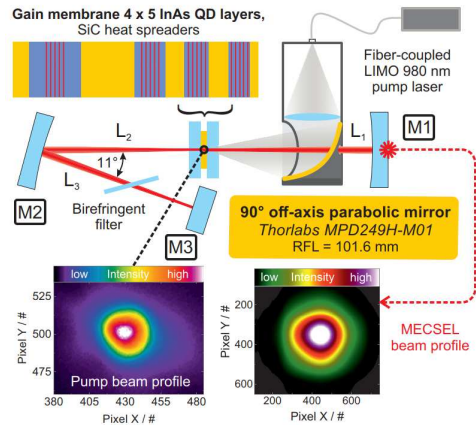 Gain membrane 4 x 5 InAs QD layers,
SiC heat spreaders
Fiber-coupled
LIMO 980 nm
pump laser
L2
L1
M1
11°
L3
M2
Birefringent
filter
M3
90° off-axis parabolic mirror
Thorlabs MPD249H-M01
RFL = 101.6 mm
low Intensity high
525
500
475
Pixel Y / #
Pump beam profile
380 400 430 450 480
Pixel X / #
low Intensity high
200
400
600
Pixel Y / #
200 400 600
Pixel X / #
MECSEL
beam profile